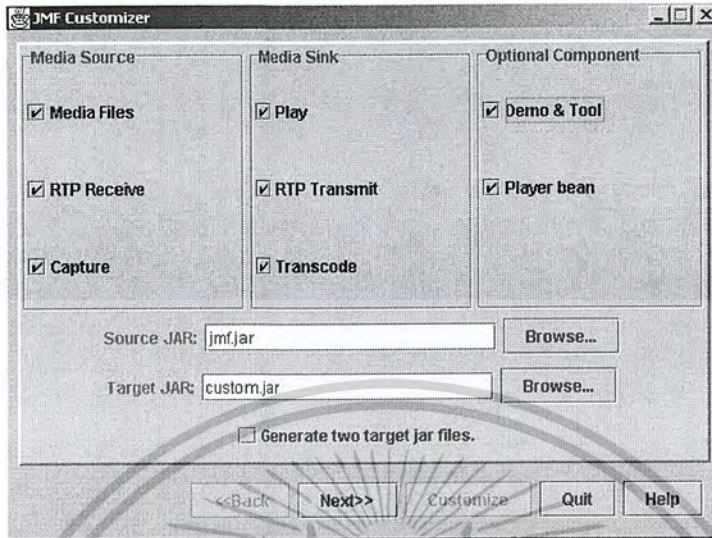 JMF Customizer
Media Source
Media Files
RTP Receive
Capture
Media Sink
Play
RTP Transmit
Transcode
Optional Component
Demo & Tool
Player bean
Source JAR: jmf.jar Browse...
Target JAR: custom.jar Browse...
Generate two target jar files.
<<Back Next>> Customize Quit Help